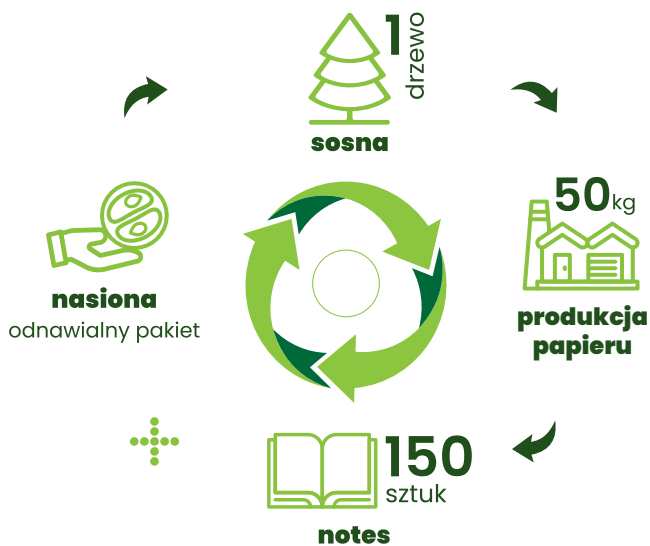 1
drzewo
sosna
50kg
produkcja
papieru
150
sztuk
notes
nasiona
odnawialny pakiet